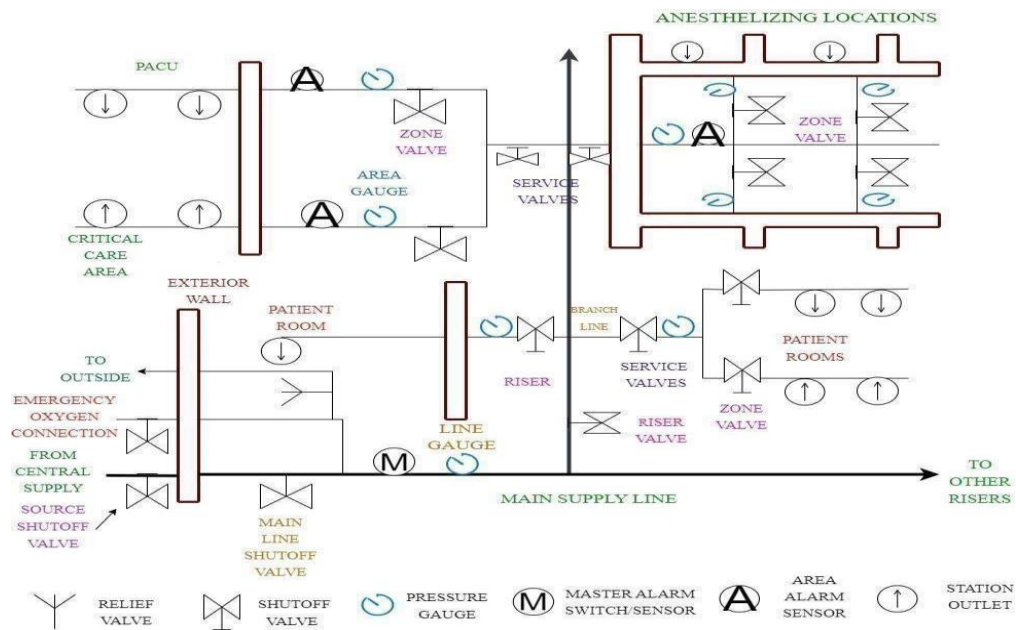 ANESTHELIZING LOCATIONS
PACU
A
ZONE
VALVE
ZONE
VALVE
A
AREA
GAUGE
SERVICE
VALVES
A
CRITICAL
CARE
AREA
EXTERIOR
WALL
PATIENT
ROOM
BRANCH
LINE
TO
OUTSIDE
RISER
SERVICE
VALVES
PATIENT
ROOMS
EMERGENCY
OXYGEN
CONNECTION
LINE
GAUGE
RISER
VALVE
ZONE
VALVE
FROM
CENTRAL
SUPPLY
M
MAIN SUPPLY LINE
TO
OTHER
RISERS
SOURCE
SHUTOFF
VALVE
MAIN
LINE
SHUTOFF
VALVE
RELIEF
VALVE
SHUTOFF
VALVE
PRESSURE
GAUGE
M
MASTER ALARM
SWITCH/SENSOR
A
AREA
ALARM
SENSOR
STATION
OUTLET